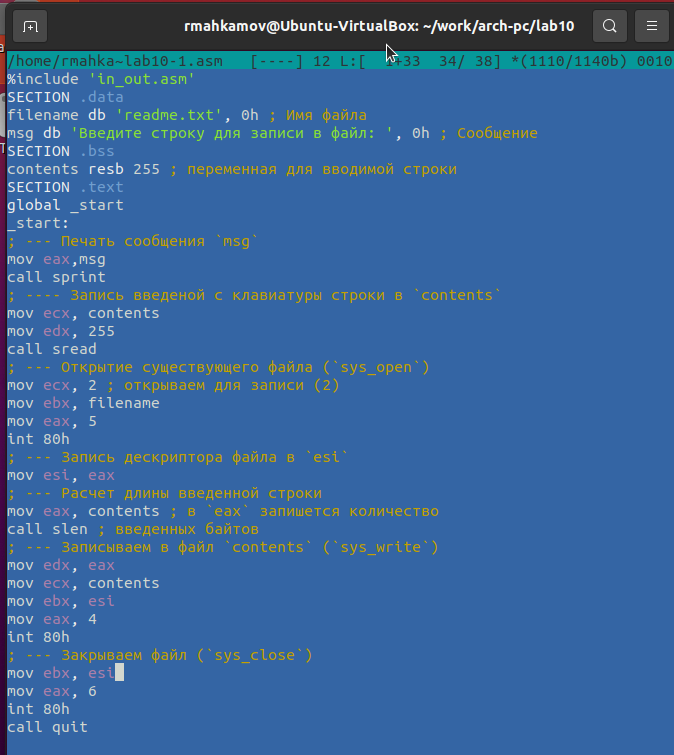 rmahkamov@Ubuntu-VirtualBox: ~/work/arch-pc/lab10
/home/rmahka~lab10-1.asm   [----] 12 L:[  1+33  34/ 38] *(1110/1140b) 0010
%include 'in_out.asm'
SECTION .data
filename db 'readme.txt', 0h ; Имя файла
msg db 'Введите строку для записи в файл: ', 0h ; Сообщение
SECTION .bss
contents resb 255 ; переменная для вводимой строки
SECTION .text
global _start
_start:
; --- Печать сообщения `msg`
mov eax,msg
call sprint
; ---- Запись введеной с клавиатуры строки в `contents`
mov ecx, contents
mov edx, 255
call sread
; --- Открытие существующего файла (`sys_open`)
mov ecx, 2 ; открываем для записи (2)
mov ebx, filename
mov eax, 5
int 80h
; --- Запись дескриптора файла в `esi`
mov esi, eax
; --- Расчет длины введенной строки
mov eax, contents ; в `eax` запишется количество
call slen ; введенных байтов
; --- Записываем в файл `contents` (`sys_write`)
mov edx, eax
mov ecx, contents
mov ebx, esi
mov eax, 4
int 80h
; --- Закрываем файл (`sys_close`)
mov ebx, esi
mov eax, 6
int 80h
call quit